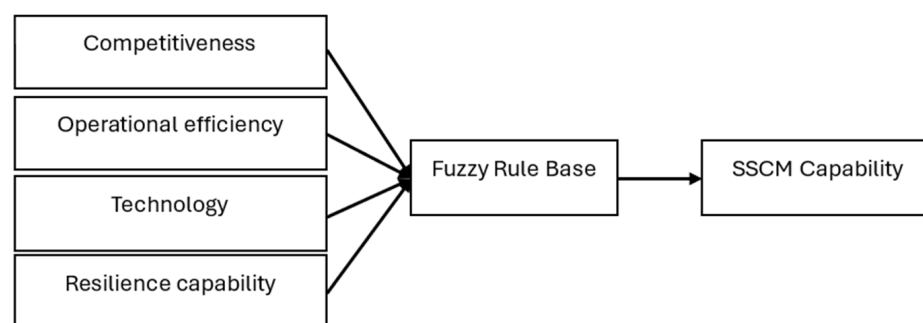 Competitiveness
Operational efficiency
Technology
Resilience capability
Fuzzy Rule Base
SSCM Capability